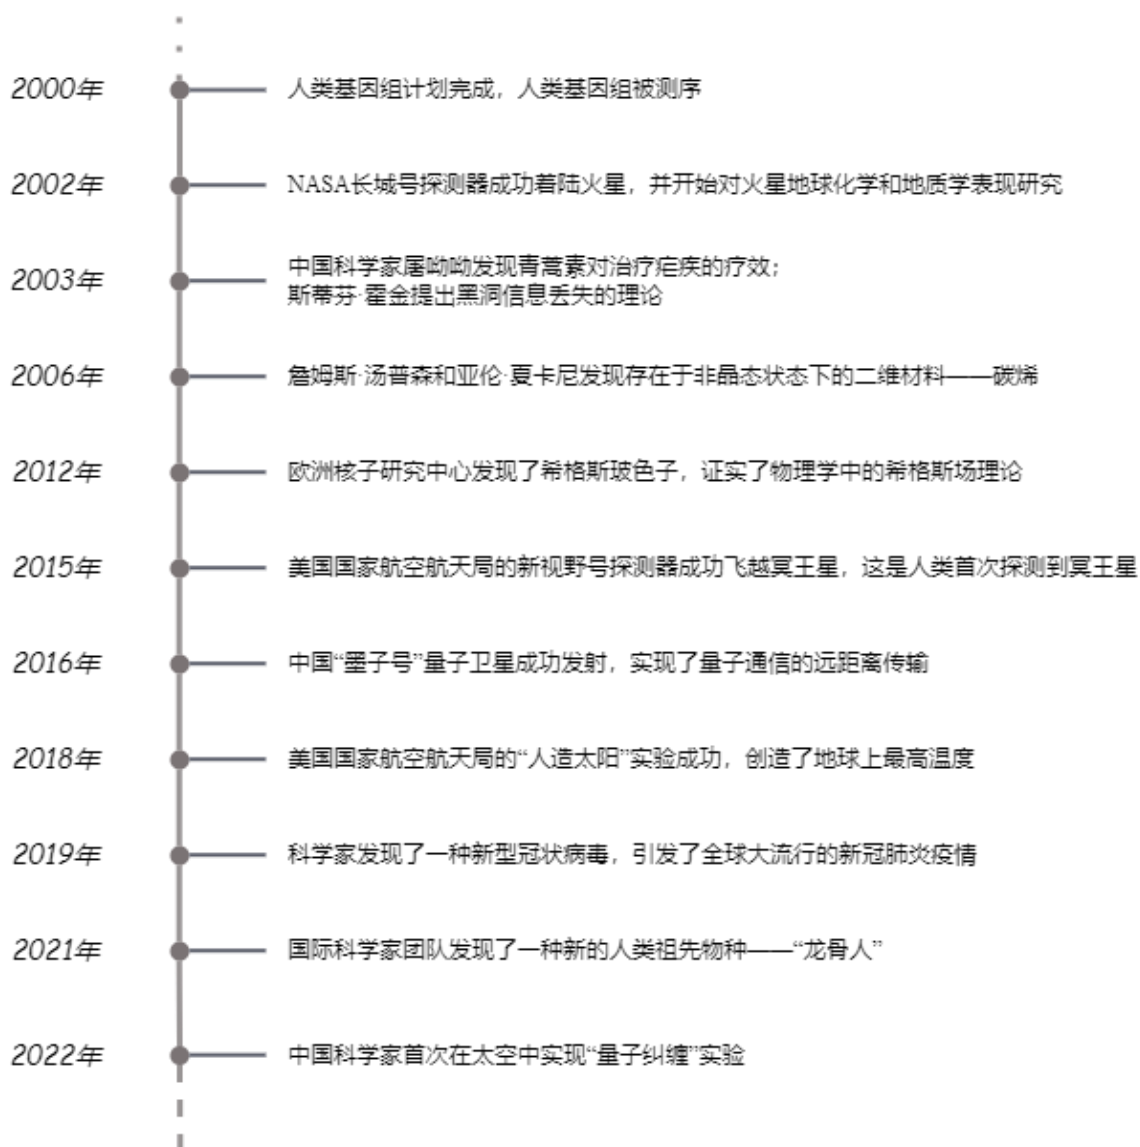 2000年 人类基因组计划完成，人类基因组被测序
2002年 NASA长城号探测器成功着陆火星，并开始对火星地球化学和地质学表现研究
2003年 中国科学家屠呦呦发现青蒿素对治疗疟疾的疗效；
斯蒂芬·霍金提出黑洞信息丢失的理论
2006年 詹姆斯·汤普森和亚伦·夏卡尼发现存在于非晶态状态下的二维材料——碳烯
2012年 欧洲核子研究中心发现了希格斯玻色子，证实了物理学中的希格斯场理论
2015年 美国国家航空航天局的新视野号探测器成功飞越冥王星，这是人类首次探测到冥王星
2016年 中国“墨子号”量子卫星成功发射，实现了量子通信的远距离传输
2018年 美国国家航空航天局的“人造太阳”实验成功，创造了地球上最高温度
2019年 科学家发现了一种新型冠状病毒，引发了全球大流行的新冠肺炎疫情
2021年 国际科学家团队发现了一种新的人类祖先物种——“龙骨人”
2022年 中国科学家首次在太空中实现“量子纠缠”实验